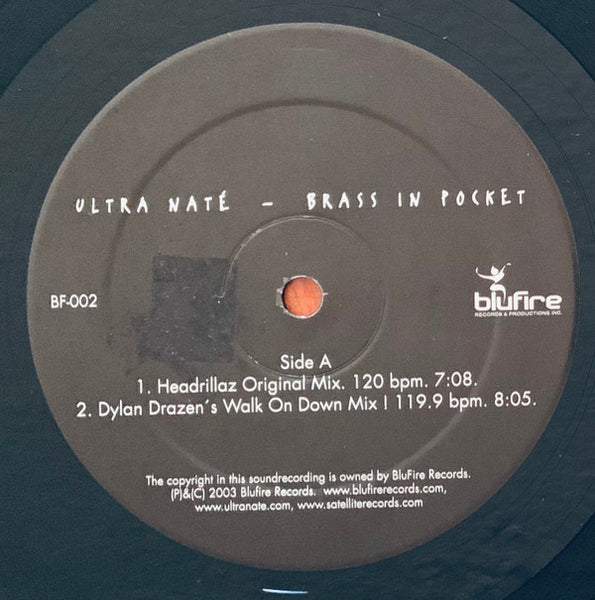 ULTRA NATÉ – BRASS IN POCKET
BF-002
blufire
RECORDS & PRODUCTIONS INC.
Side A
1. Headrillaz Original Mix. 120 bpm. 7:08.
2. Dylan Drazen´s Walk On Down Mix ! 119.9 bpm. 8:05.
The copyright in this soundrecording is owned by BluFire Records.
(P)&(C) 2003 Blufire Records. www.blufirerecords.com,
www.ultranate.com, www.satelliterecords.com